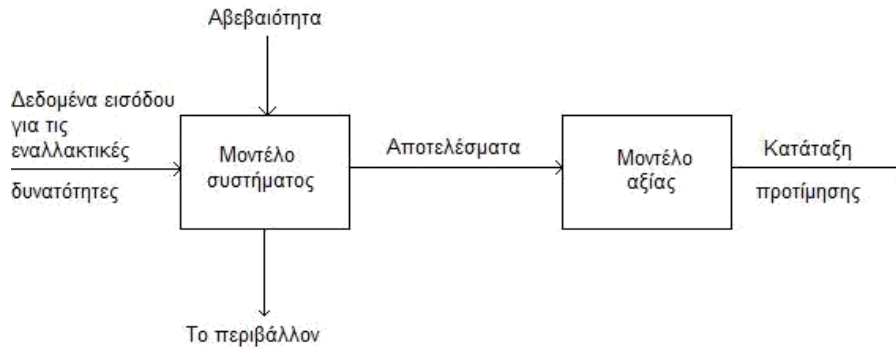 Αβεβαιότητα
Δεδομένα εισόδου
για τις
εναλλακτικές
δυνατότητες
Μοντέλο
συστήματος
Αποτελέσματα
Μοντέλο
αξίας
Κατάταξη
προτίμησης
Το περιβάλλον